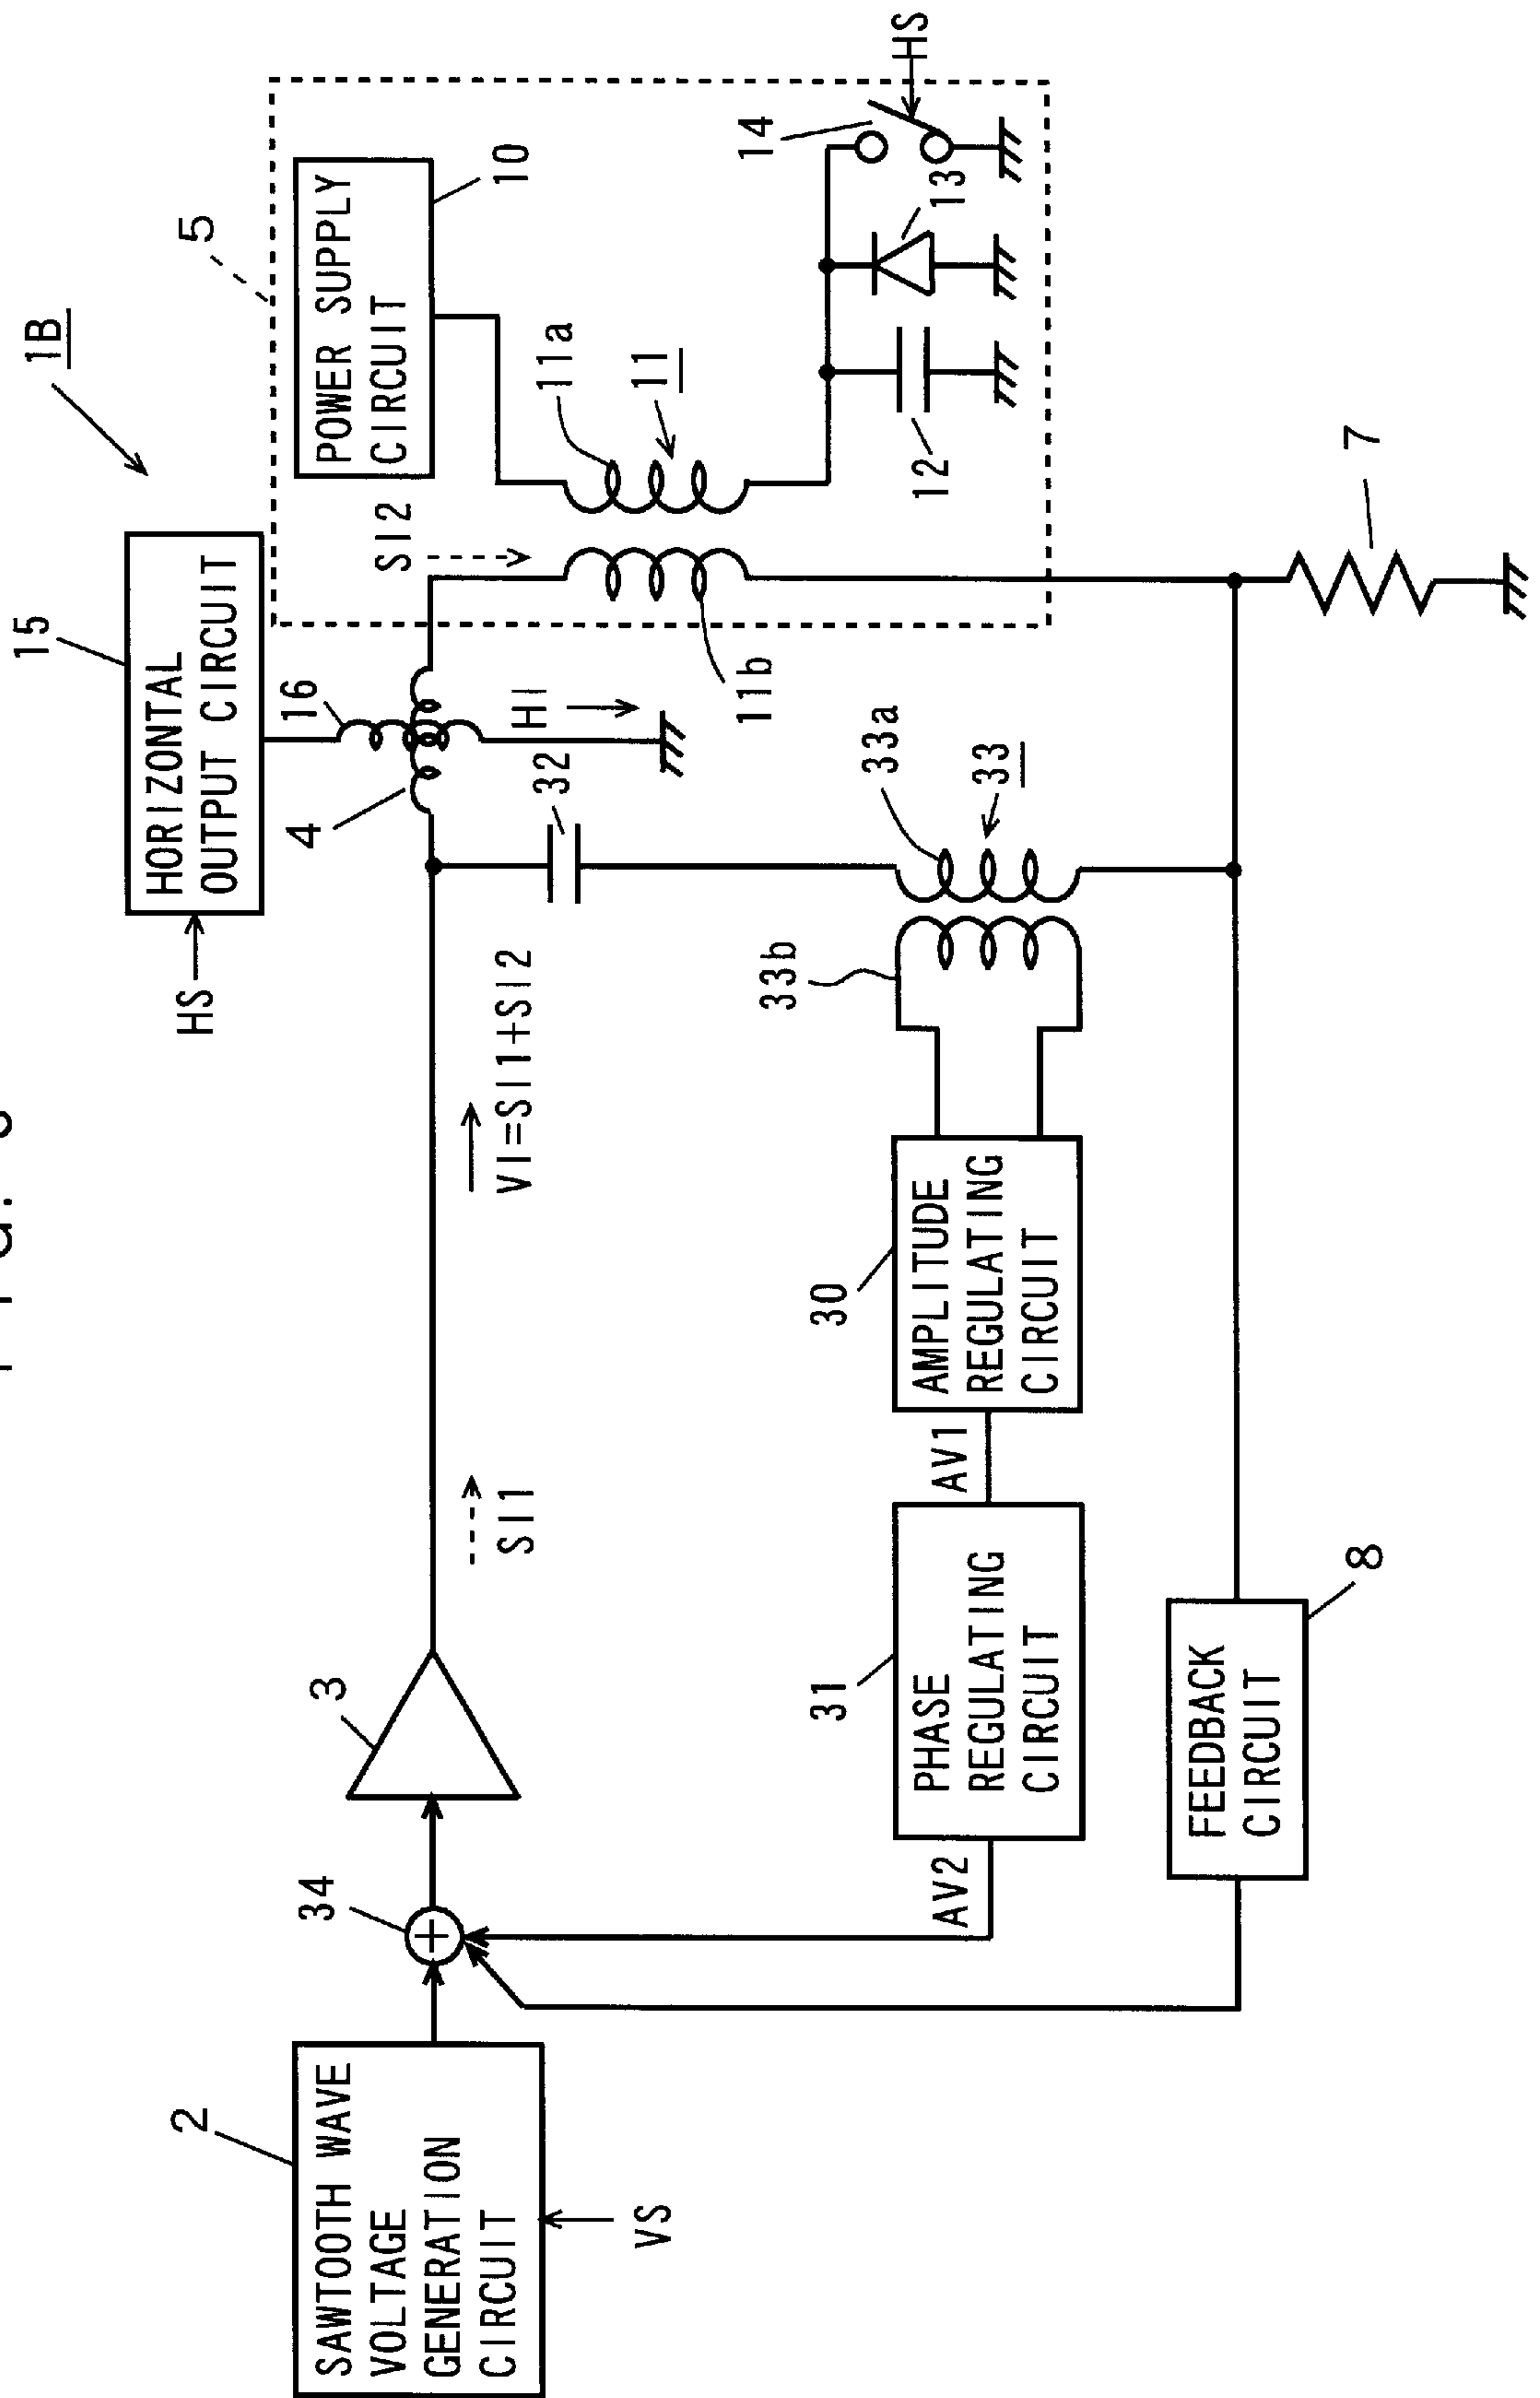 1B
5
15
HORIZONTAL
OUTPUT CIRCUIT
HS
16
4
HI
32
SI2
POWER SUPPLY
CIRCUIT
10
11a
11
11b
12
13
14
HS
2
SAWTOOTH WAVE
VOLTAGE
GENERATION
CIRCUIT
VS
34
3
SI1
VI=SI1+SI2
33a
33
33b
30
AMPLITUDE
REGULATING
CIRCUIT
AV1
31
PHASE
REGULATING
CIRCUIT
AV2
FEEDBACK
CIRCUIT
8
7